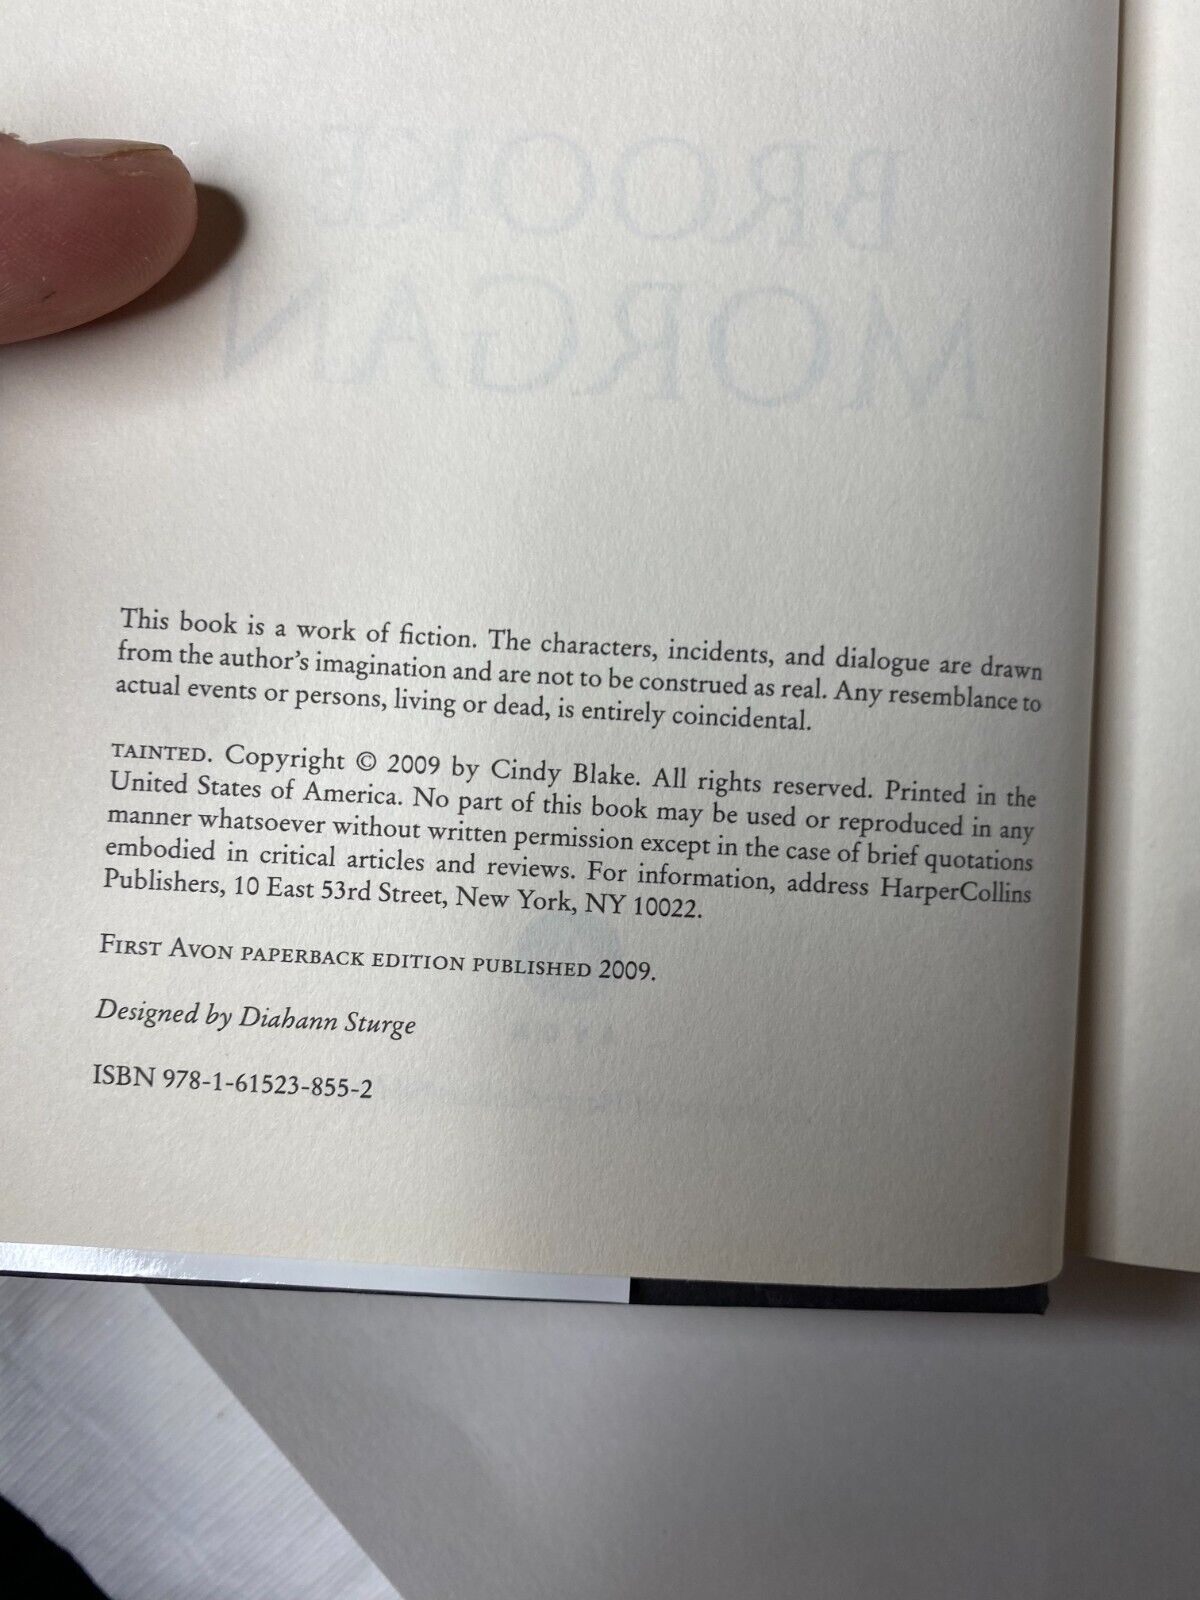 BROOKE
MORGAN
This book is a work of fiction. The characters, incidents, and dialogue are drawn
from the author's imagination and are not to be construed as real. Any resemblance to
actual events or persons, living or dead, is entirely coincidental.
TAINTED. Copyright © 2009 by Cindy Blake. All rights reserved. Printed in the
United States of America. No part of this book may be used or reproduced in any
manner whatsoever without written permission except in the case of brief quotations
embodied in critical articles and reviews. For information, address HarperCollins
Publishers, 10 East 53rd Street, New York, NY 10022.
FIRST AVON PAPERBACK EDITION PUBLISHED 2009.
Designed by Diahann Sturge
ISBN 978-1-61523-855-2